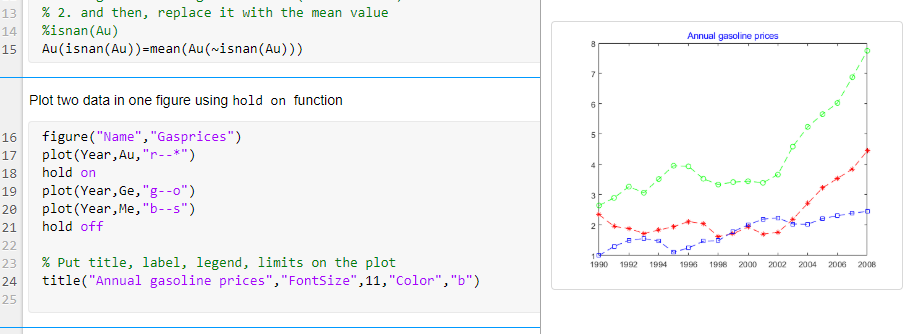 13 % 2. and then, replace it with the mean value
14 %isnan(Au)
15 Au(isnan(Au))=mean(Au(~isnan(Au)))
Plot two data in one figure using hold on function
16 figure("Name","Gasprices")
17 plot(Year,Au,"r--*")
18 hold on
19 plot(Year,Ge,"g--o")
20 plot(Year,Me,"b--s")
21 hold off
22
23 % Put title, label, legend, limits on the plot
24 title("Annual gasoline prices","FontSize",11,"Color","b")
25
Annual gasoline prices
8
7
6
5
4
3
2
1
1990 1992 1994 1996 1998 2000 2002 2004 2006 2008